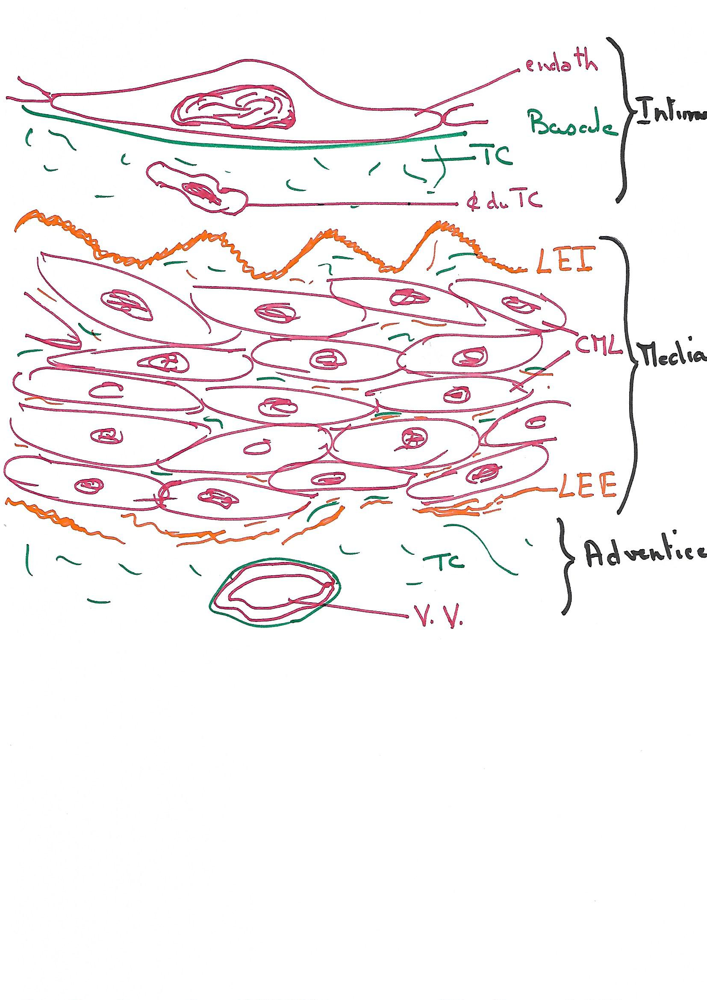 endoth
Intima
Basale
TC
¢ du TC
LEI
CML
Media
LEE
Adventice
TC
V. V.